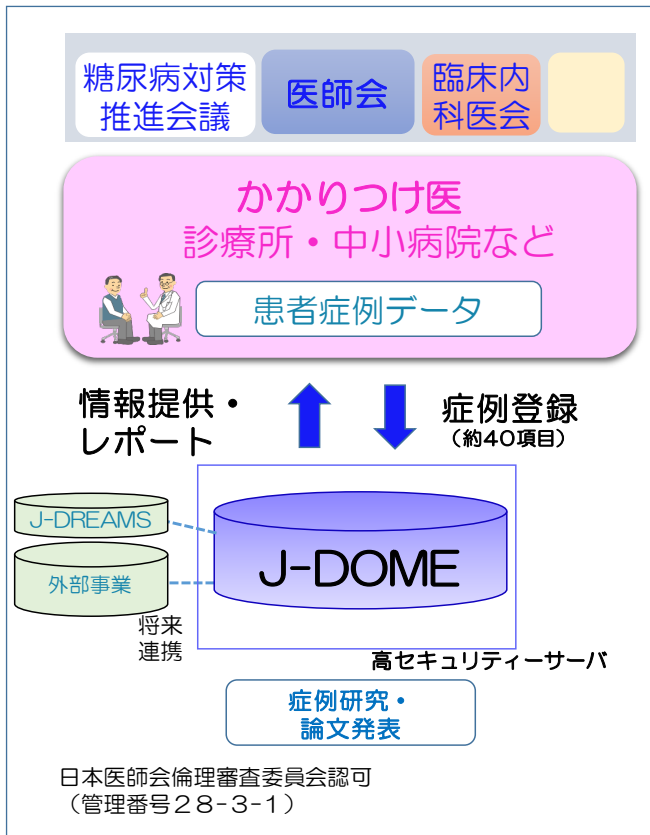 糖尿病対策
推進会議
医師会
臨床内
科医会
かかりつけ医
診療所・中小病院など
患者症例データ
情報提供・
レポート
症例登録
（約40項目）
J-DREAMS
外部事業
J-DOME
将来
連携
高セキュリティーサーバ
症例研究・
論文発表
日本医師会倫理審査委員会認可
（管理番号２８-３-１）